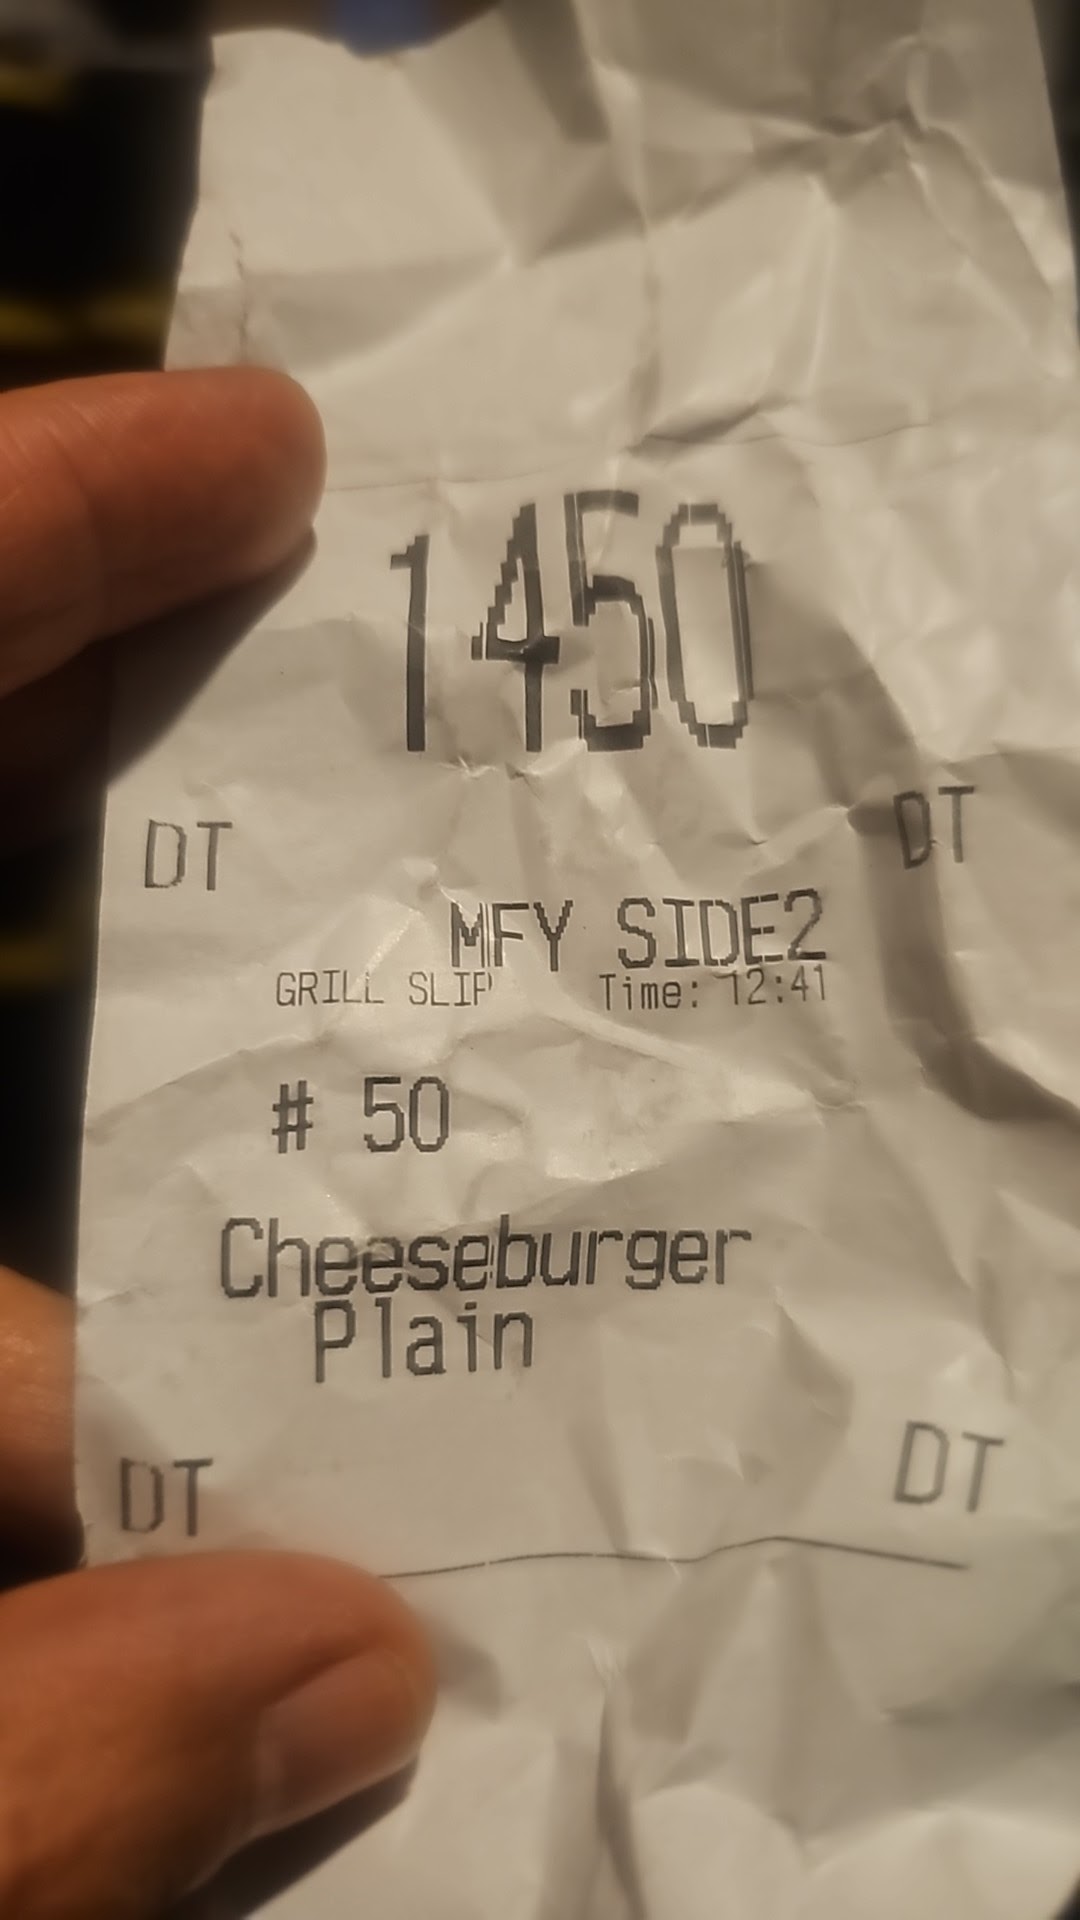 1450
DT DT
MFY SIDE2
GRILL SLIP Time: 12:41
# 50
Cheeseburger
Plain
DT DT